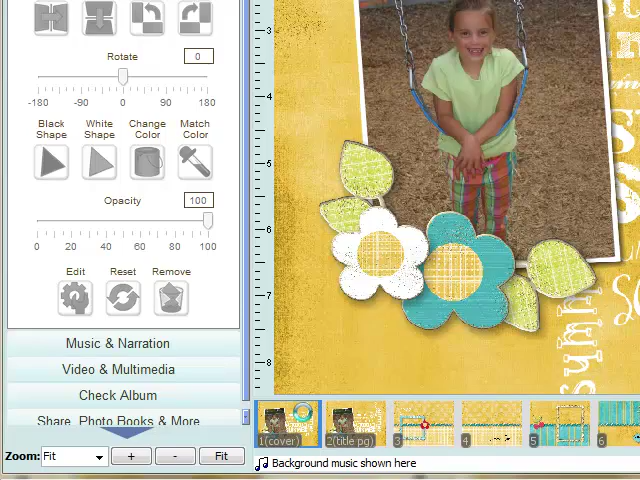 Rotate 0
-180 -90 0 90 180
Black Shape
White Shape
Change Color
Match Color
Opacity 100
0 20 40 60 80 100
Edit Reset Remove
Music & Narration
Video & Multimedia
Check Album
Share, Photo Books & More
Zoom: Fit + - Fit
3
4
5
6
7
8
1(cover) 2(title pg) 3 4 5 6
Background music shown here